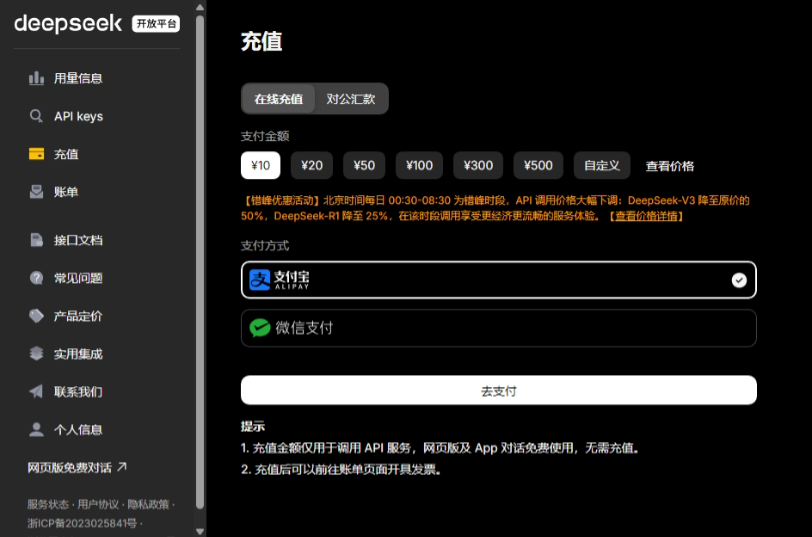 deepseek 开放平台
用量信息
API keys
充值
账单
接口文档
常见问题
产品定价
实用集成
联系我们
个人信息
网页版免费对话 ↗
服务状态 · 用户协议 · 隐私政策 ·
浙ICP备2023025841号 ·
充值
在线充值 对公汇款
支付金额
¥10 ¥20 ¥50 ¥100 ¥300 ¥500 自定义 查看价格
【错峰优惠活动】北京时间每日 00:30-08:30 为错峰时段，API 调用价格大幅下调：DeepSeek-V3 降至原价的
50%，DeepSeek-R1 降至 25%，在该时段调用享受更经济更流畅的服务体验。【查看价格详情】
支付方式
支 支付宝
ALIPAY
微信支付
去支付
提示
1. 充值金额仅用于调用 API 服务，网页版及 App 对话免费使用，无需充值。
2. 充值后可以前往账单页面开具发票。